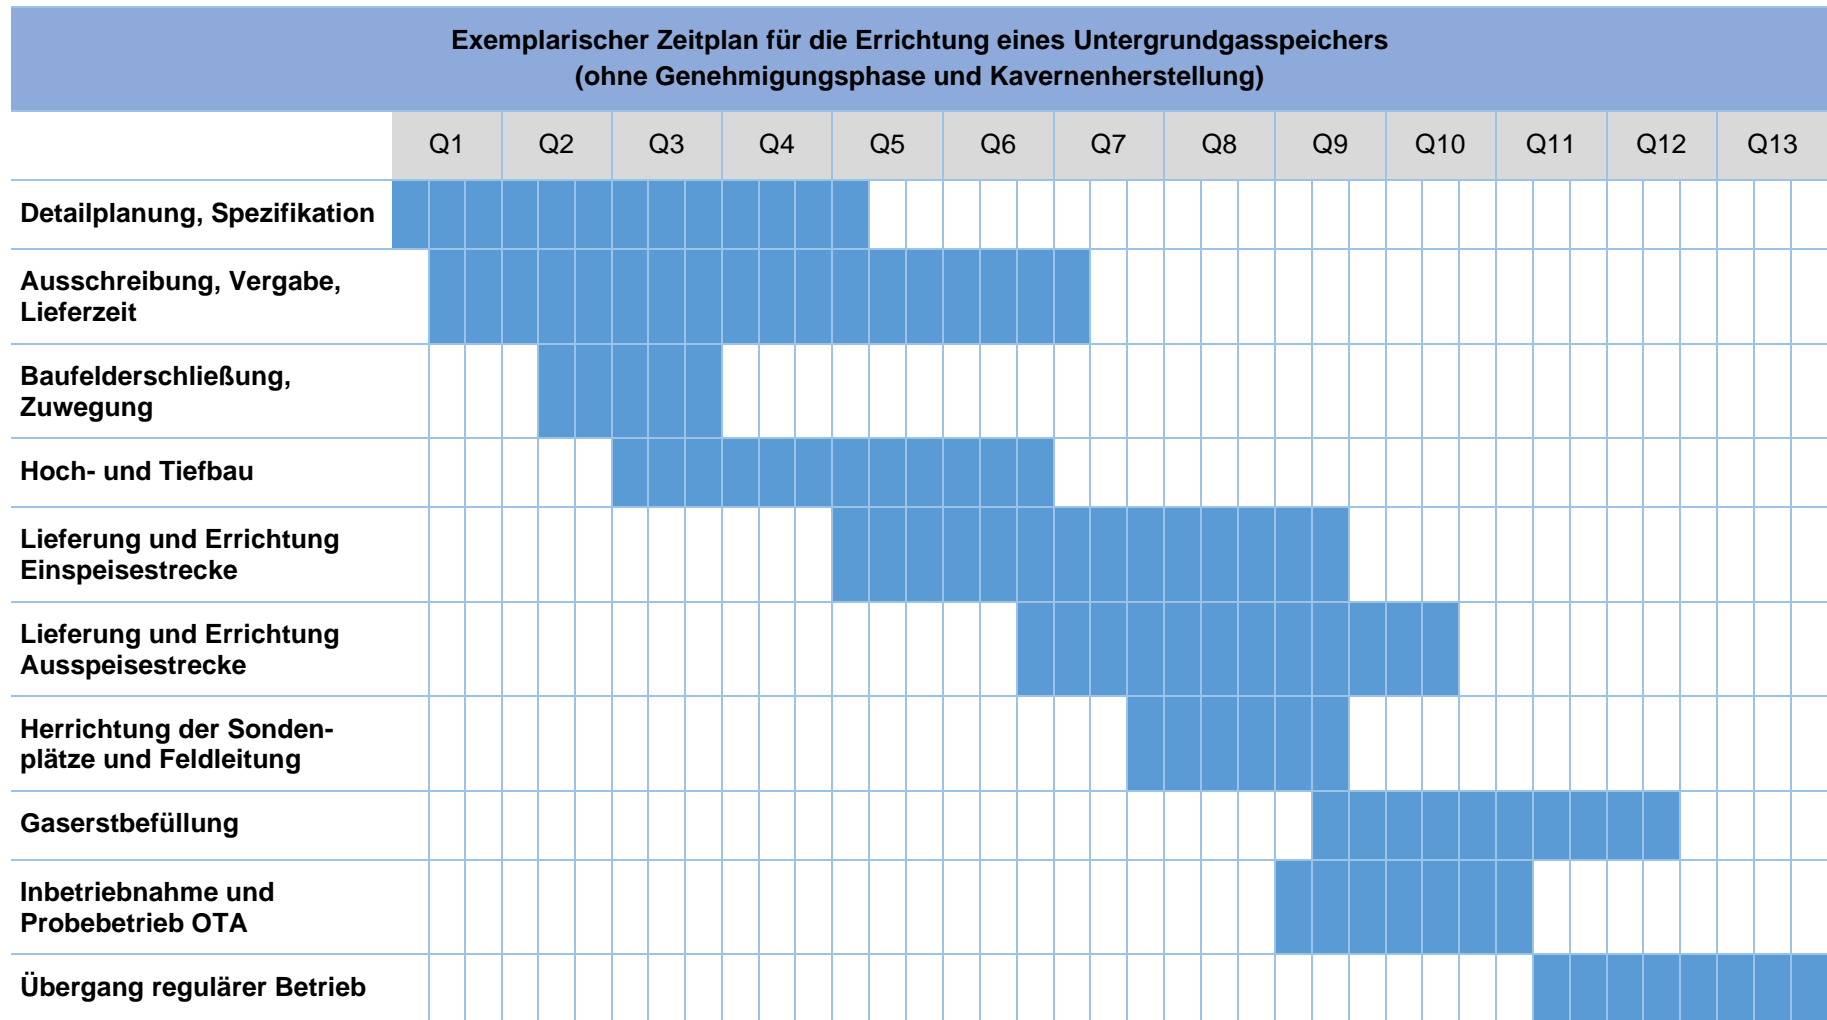 Exemplarischer Zeitplan für die Errichtung eines Untergrundgasspeichers
(ohne Genehmigungsphase und Kavernenherstellung)
Q1 Q2 Q3 Q4 Q5 Q6 Q7 Q8 Q9 Q10 Q11 Q12 Q13
Detailplanung, Spezifikation
Ausschreibung, Vergabe,
Lieferzeit
Baufelderschließung,
Zuwegung
Hoch- und Tiefbau
Lieferung und Errichtung
Einspeisestrecke
Lieferung und Errichtung
Ausspeisestrecke
Herrichtung der Sonden-
plätze und Feldleitung
Gaserstbefüllung
Inbetriebnahme und
Probebetrieb OTA
Übergang regulärer Betrieb